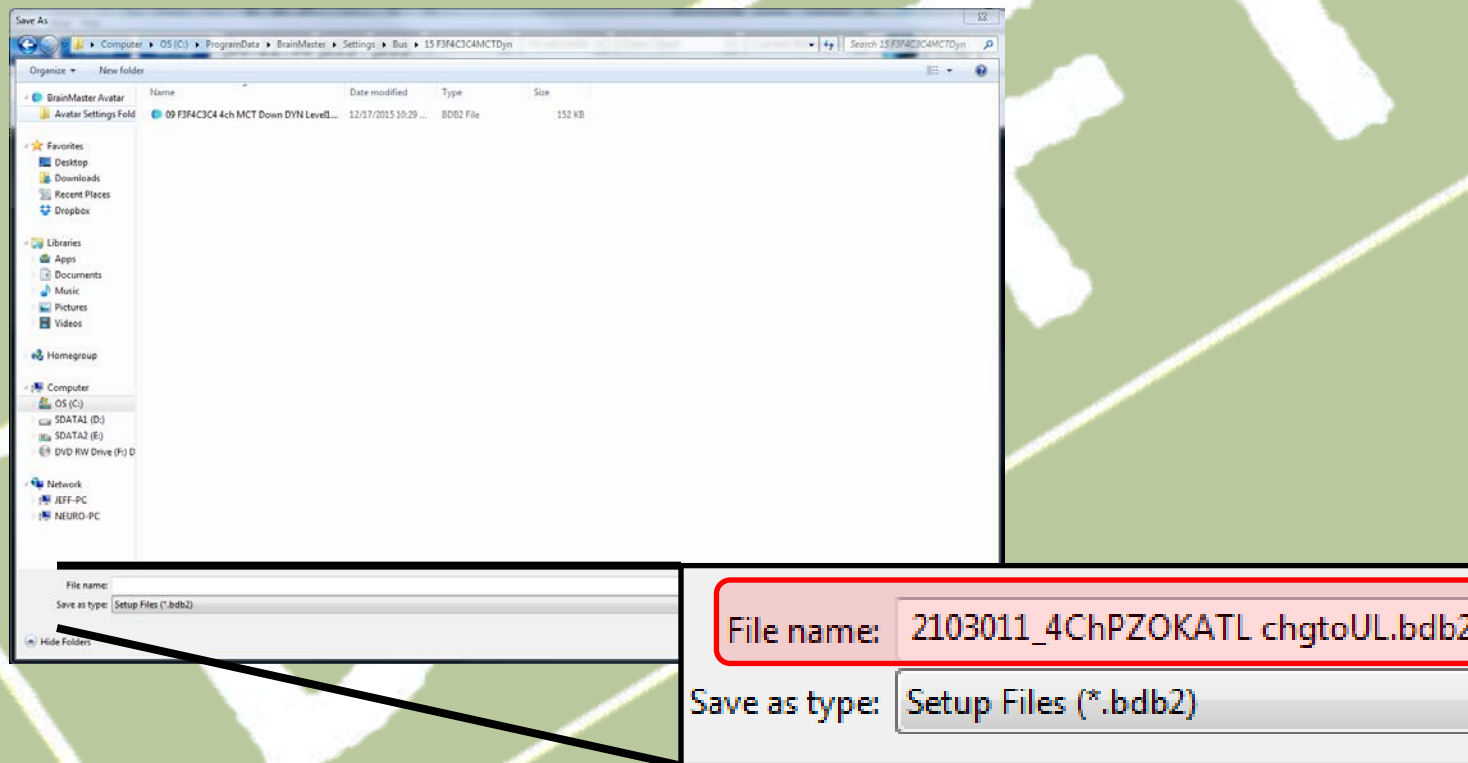 Save As
Computer ▸ OS (C:) ▸ ProgramData ▸ BrainMaster ▸ Settings ▸ Bus ▸ 15 F3F4C3C4MCTDyn
Search 15 F3F4C3C4MCTDyn
Organize
New folder
Name
Date modified
Type
Size
BrainMaster Avatar
Avatar Settings Fold
09 F3F4C3C4 4ch MCT Down DYN Level1... 12/17/2015 10:29 ... BDB2 File 152 KB
Favorites
Desktop
Downloads
Recent Places
Dropbox
Libraries
Apps
Documents
Music
Pictures
Videos
Homegroup
Computer
OS (C:)
SDATA1 (D:)
SDATA2 (E:)
DVD RW Drive (F:) D
Network
JEFF-PC
NEURO-PC
File name:
Save as type: Setup Files (*.bdb2)
Hide Folders
File name: 2103011_4ChPZOKATL chgtoUL.bdb2
Save as type: Setup Files (*.bdb2)